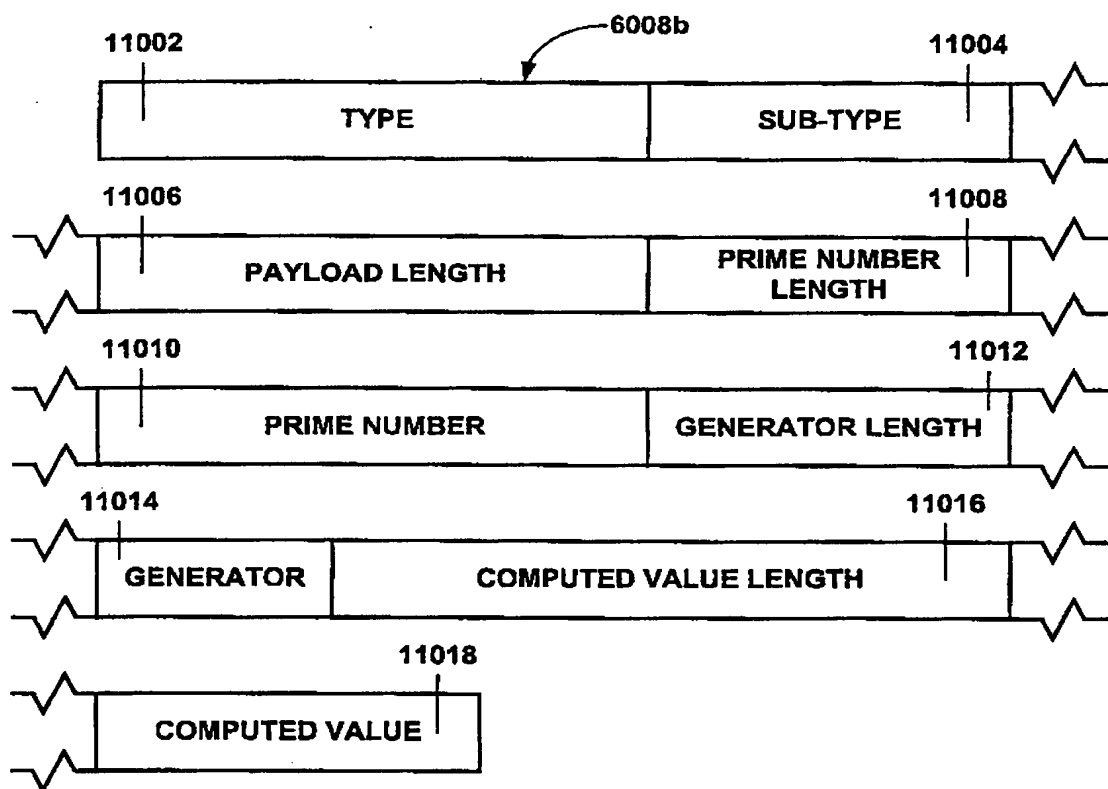 6008b
11002
11004
TYPE
SUB-TYPE
11006
11008
PAYLOAD LENGTH
PRIME NUMBER
LENGTH
11010
11012
PRIME NUMBER
GENERATOR LENGTH
11014
11016
GENERATOR
COMPUTED VALUE LENGTH
11018
COMPUTED VALUE